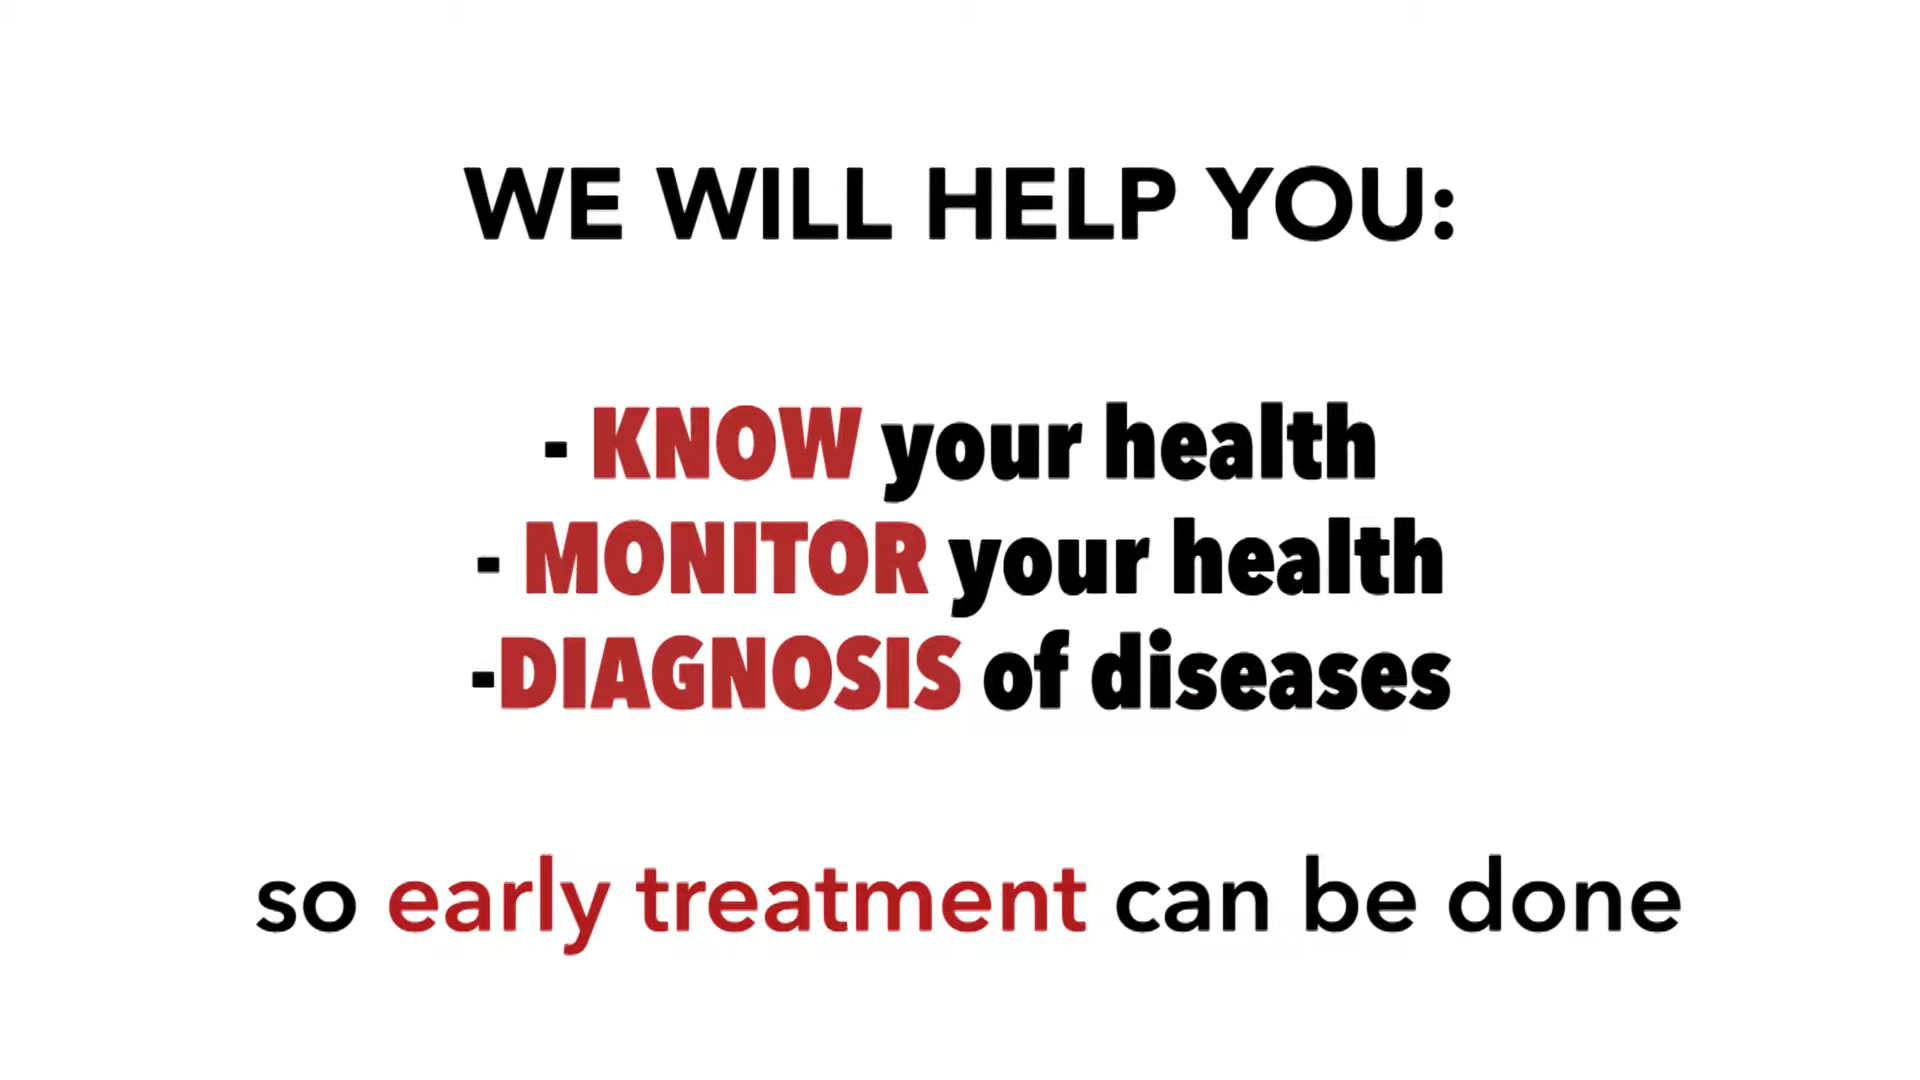 WE WILL HELP YOU:
- KNOW your health
- MONITOR your health
-DIAGNOSIS of diseases
so early treatment can be done